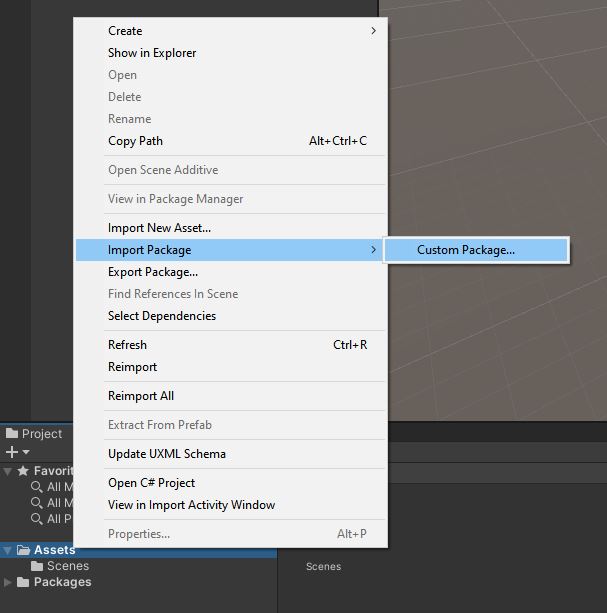 Create
Show in Explorer
Open
Delete
Rename
Copy Path Alt+Ctrl+C
Open Scene Additive
View in Package Manager
Import New Asset...
Import Package Custom Package...
Export Package...
Find References In Scene
Select Dependencies
Refresh Ctrl+R
Reimport
Reimport All
Extract From Prefab
Update UXML Schema
Open C# Project
View in Import Activity Window
Properties... Alt+P
Project
Favorit
All M
All M
All P
Assets
Scenes
Packages
Scenes